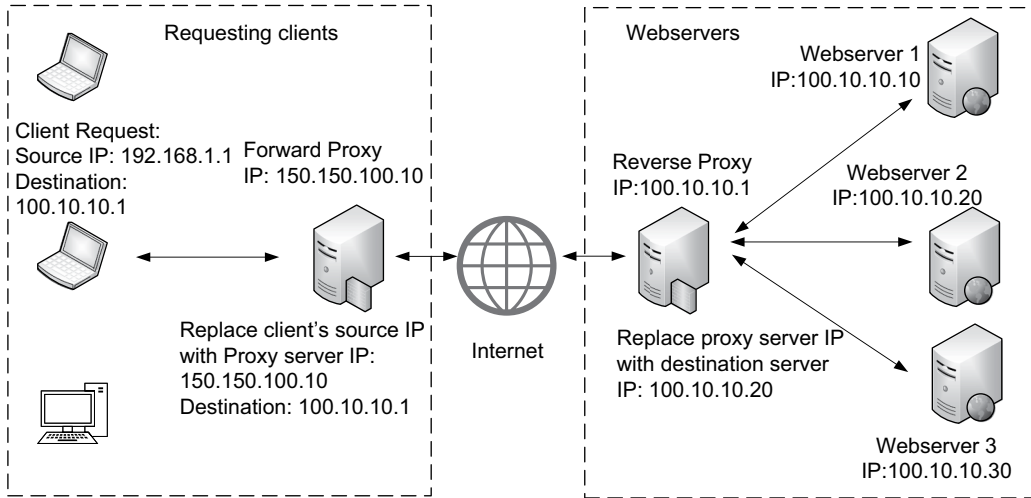 Requesting clients
Client Request:
Source IP: 192.168.1.1
Destination:
100.10.10.1
Forward Proxy
IP: 150.150.100.10
Replace client's source IP
with Proxy server IP:
150.150.100.10
Destination: 100.10.10.1
Internet
Webservers
Webserver 1
IP:100.10.10.10
Reverse Proxy
IP:100.10.10.1
Webserver 2
IP:100.10.10.20
Replace proxy server IP
with destination server
IP: 100.10.10.20
Webserver 3
IP:100.10.10.30